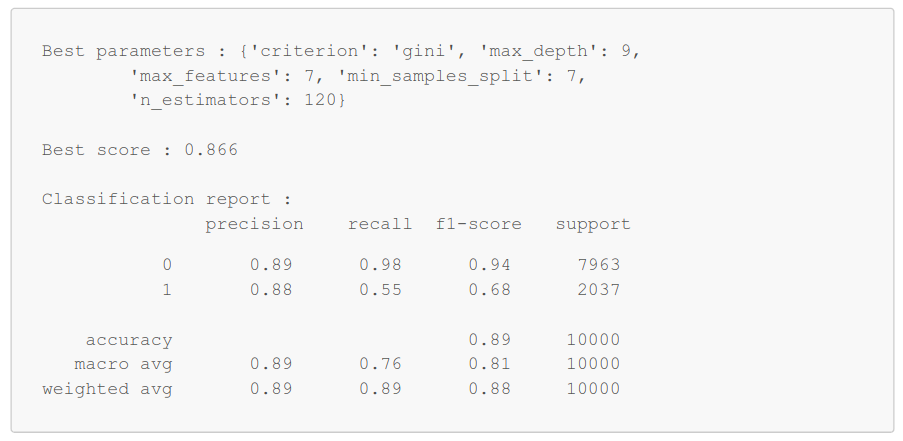 Best parameters : {'criterion': 'gini', 'max_depth': 9,
'max_features': 7, 'min_samples_split': 7,
'n_estimators': 120}
Best score : 0.866
Classification report :
precision recall f1-score support
0 0.89 0.98 0.94 7963
1 0.88 0.55 0.68 2037
accuracy 0.89 10000
macro avg 0.89 0.76 0.81 10000
weighted avg 0.89 0.89 0.88 10000